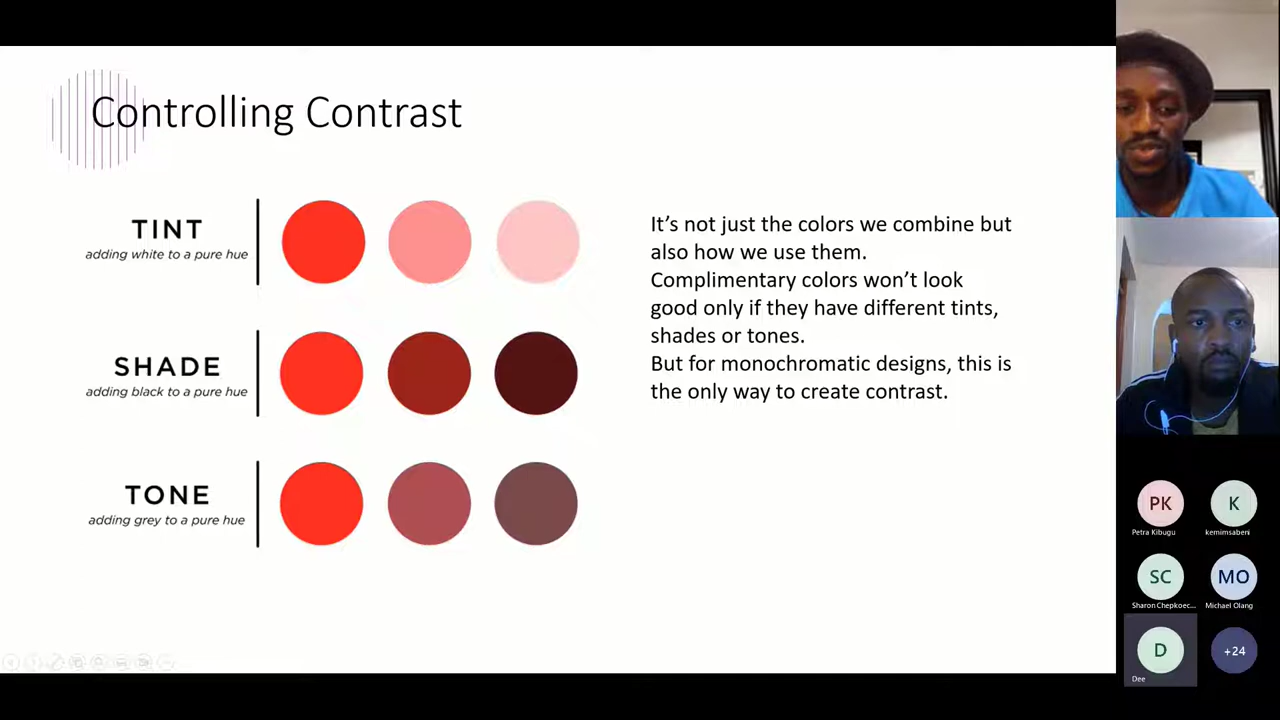 Controlling Contrast
TINT
adding white to a pure hue
SHADE
adding black to a pure hue
TONE
adding grey to a pure hue
It’s not just the colors we combine but
also how we use them.
Complimentary colors won’t look
good only if they have different tints,
shades or tones.
But for monochromatic designs, this is
the only way to create contrast.
PK
Petra Kibugu
K
kemimsaberi
SC
Sharon Chepkoec...
MO
Michael Olang
D
Dee
+24